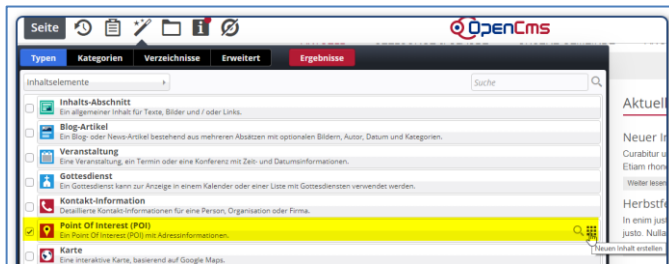 Seite
OpenCms
Typen Kategorien Verzeichnisse Erweitert Ergebnisse
Inhaltselemente Suche
Inhalts-Abschnitt
Ein allgemeiner Inhalt für Texte, Bilder und / oder Links.
Blog-Artikel
Ein Blog- oder News-Artikel bestehend aus mehreren Absätzen mit optionalen Bildern, Autor, Datum und Kategorien.
Veranstaltung
Eine Veranstaltung, ein Termin oder eine Konferenz mit Zeit- und Datumsinformationen.
Gottesdienst
Ein Gottesdienst kann zur Anzeige in einem Kalender oder einer Liste mit Gottesdiensten verwendet werden.
Kontakt-Information
Detaillierte Kontakt-Informationen für eine Person, Organisation oder Firma.
Point Of Interest (POI)
Ein Point Of Interest (POI) mit Adressinformationen.
Neuen Inhalt erstellen
Karte
Eine interaktive Karte, basierend auf Google Maps.
Aktuell
Neuer In
Curabitur u
Etiam rhon
Weiter lesen
Herbstfe
In enim just
justo. Nulla